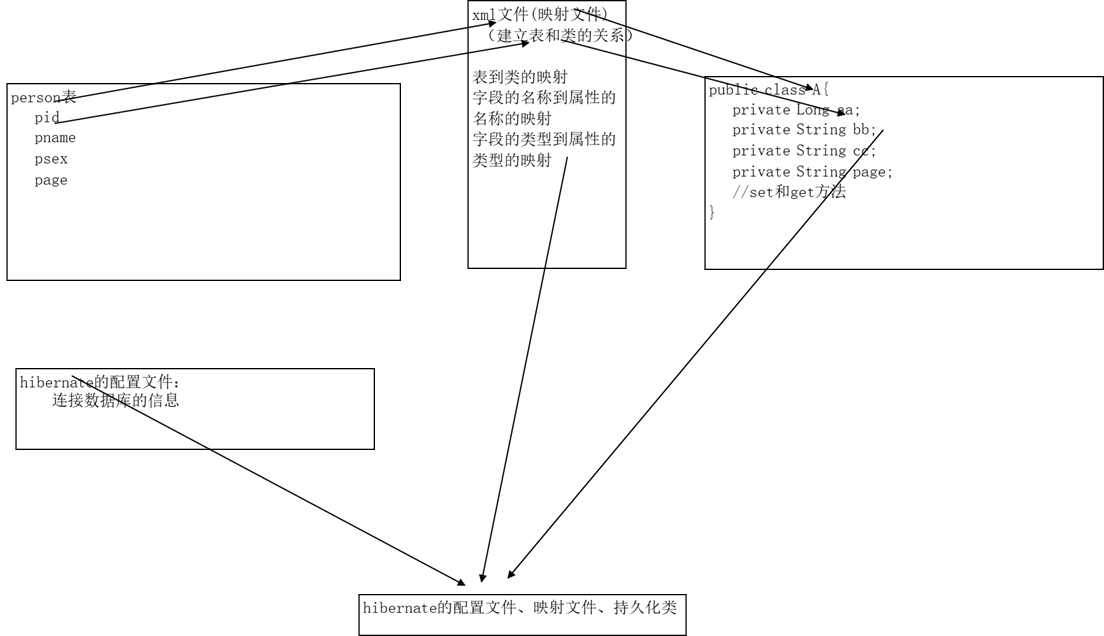 xml文件(映射文件)
（建立表和类的关系）
表到类的映射
字段的名称到属性的
名称的映射
字段的类型到属性的
类型的映射
person表
pid
pname
psex
page
public class A{
private Long aa;
private String bb;
private String cc;
private String page;
//set和get方法
}
hibernate的配置文件:
连接数据库的信息
hibernate的配置文件、映射文件、持久化类